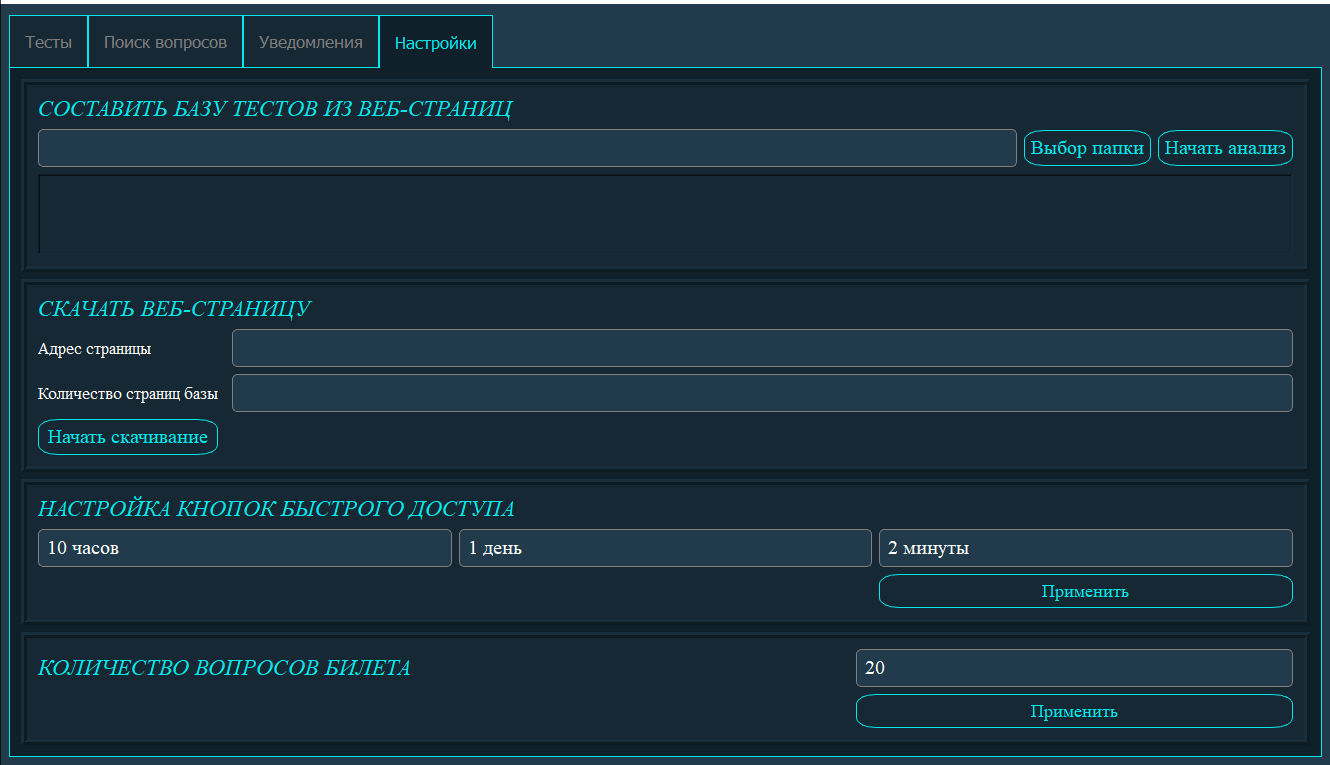 Тесты Поиск вопросов Уведомления Настройки
СОСТАВИТЬ БАЗУ ТЕСТОВ ИЗ ВЕБ-СТРАНИЦ
Выбор папки Начать анализ
СКАЧАТЬ ВЕБ-СТРАНИЦУ
Адрес страницы
Количество страниц базы
Начать скачивание
НАСТРОЙКА КНОПОК БЫСТРОГО ДОСТУПА
10 часов 1 день 2 минуты
Применить
КОЛИЧЕСТВО ВОПРОСОВ БИЛЕТА 20
Применить